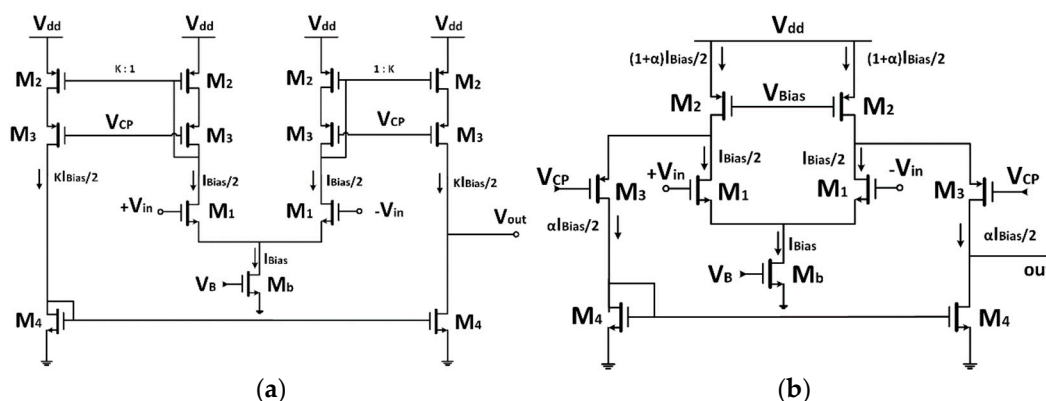 Vdd Vdd Vdd Vdd
K : 1
1 : K
M2 M2 M2 M2
M3 VCP M3 M3 VCP M3
KIBias/2 IBias/2 IBias/2 KIBias/2
+Vin M1 M1 -Vin
Vout
IBias
VB Mb
M4 M4
(a)
Vdd
(1+α)IBias/2 (1+α)IBias/2
M2 VBias M2
IBias/2 IBias/2
VCP +Vin -Vin VCP
M3 M1 M1 M3
αIBias/2 IBias αIBias/2
VB Mb
ou
M4 M4
(b)